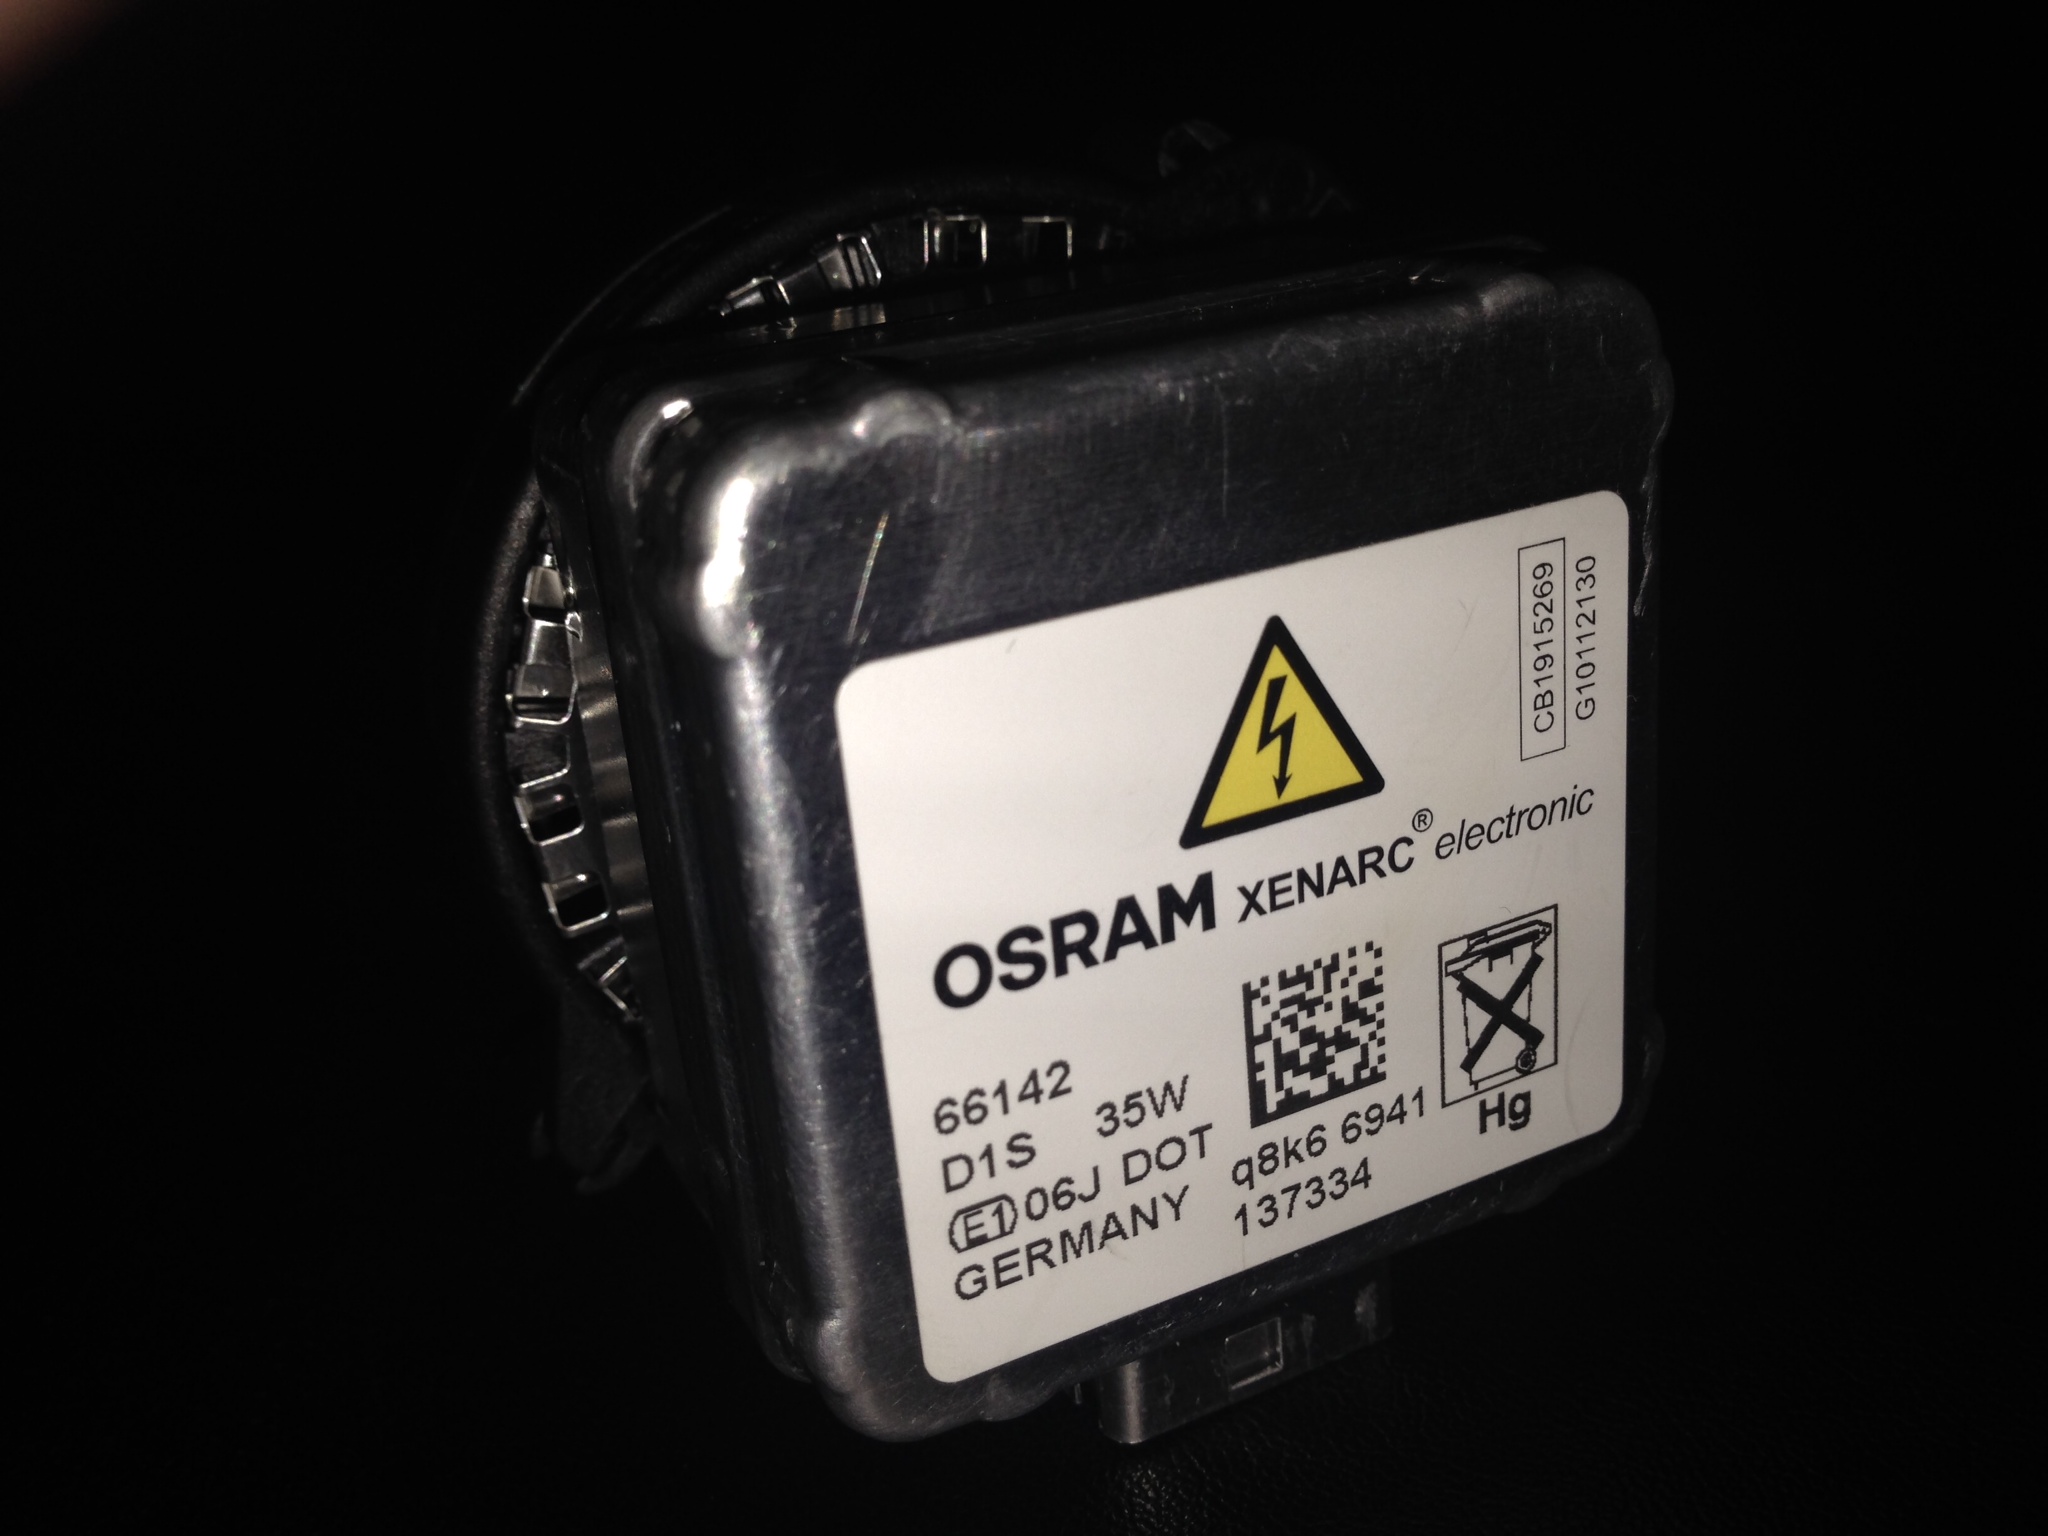 CB1915269
G10112130
OSRAM XENARC® electronic
66142
D1S 35W
E1 06J DOT
GERMANY
q8k6 6941
137334
Hg